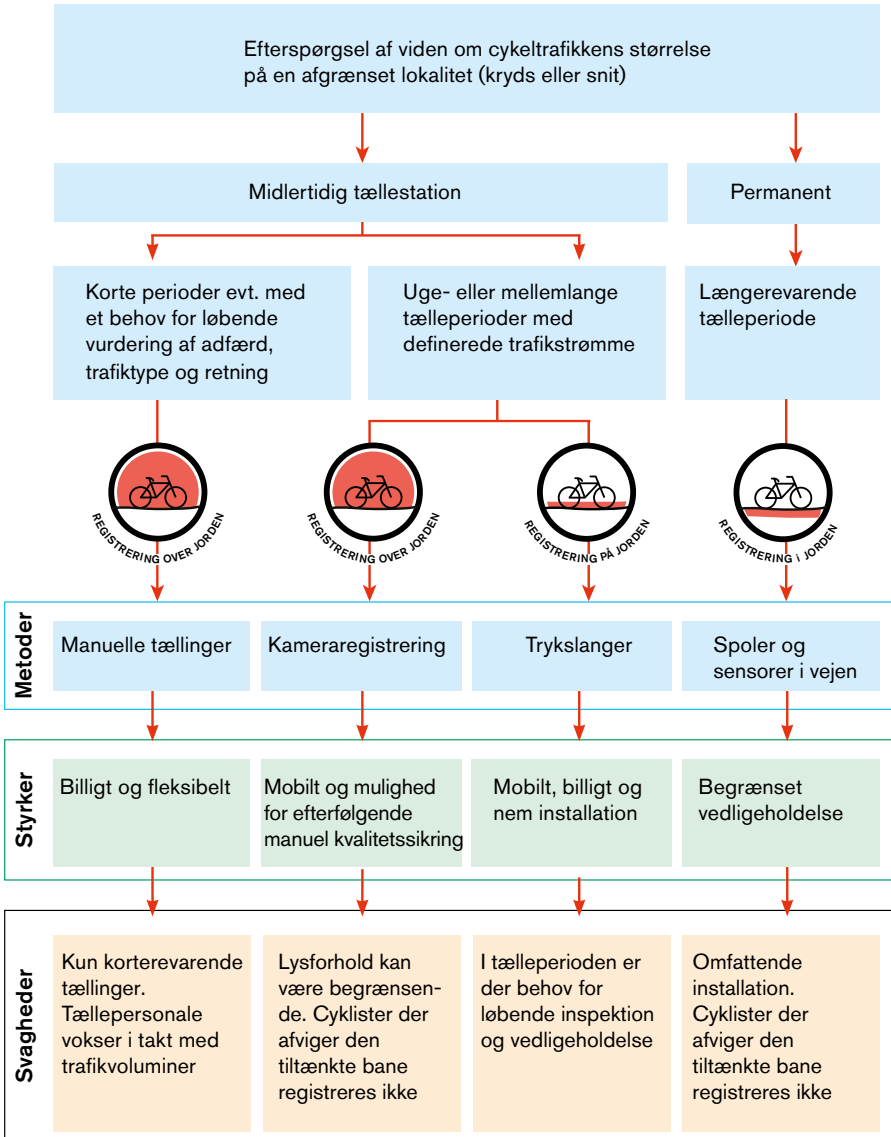 Efterspørgsel af viden om cykeltrafikkens størrelse
på en afgrænset lokalitet (kryds eller snit)
Midlertidig tællestation
Permanent
Korte perioder evt. med
et behov for løbende
vurdering af adfærd,
trafiktype og retning
Uge- eller mellemlange
tælleperioder med
definerede trafikstrømme
Længerevarende
tælleperiode
REGISTRERING OVER JORDEN
REGISTRERING OVER JORDEN
REGISTRERING PÅ JORDEN
REGISTRERING I JORDEN
Metoder
Manuelle tællinger
Kameraregistrering
Trykslanger
Spoler og
sensorer i vejen
Styrker
Billigt og fleksibelt
Mobilt og mulighed
for efterfølgende
manuel kvalitetssikring
Mobilt, billigt og
nem installation
Begrænset
vedligeholdelse
Svagheder
Kun korterevarende
tællinger.
Tællepersonale
vokser i takt med
trafikvoluminer
Lysforhold kan
være begrænsen-
de. Cyklister der
afviger den
tiltænkte bane
registreres ikke
I tælleperioden er
der behov for
løbende inspektion
og vedligeholdelse
Omfattende
installation.
Cyklister der
afviger den
tiltænkte bane
registreres ikke